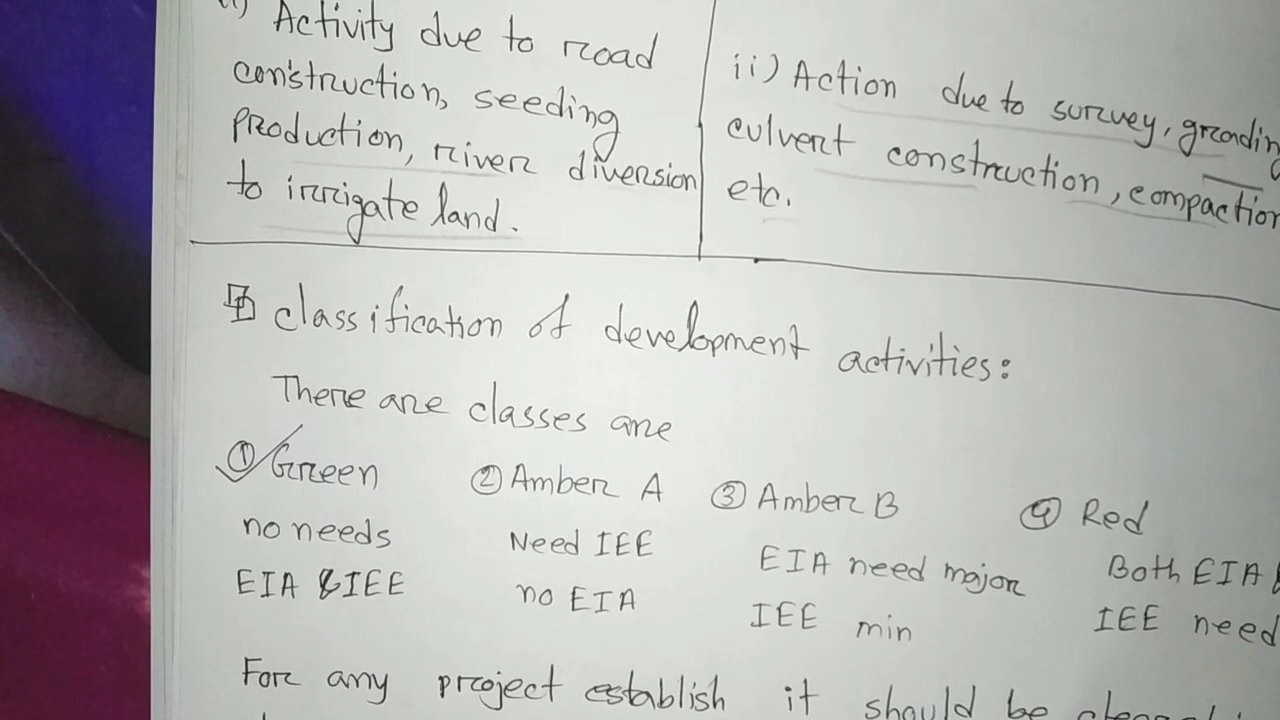 ii) Activity due to road
construction, seeding
production, river diversion
to irrigate land.
ii) Action due to survey, grading
culvert construction, compaction
etc.
classification of development activities:
There are classes are
① Green ② Amber A ③ Amber B ④ Red
no needs Need IEE EIA need major Both EIA &
EIA & IEE no EIA IEE min IEE need
For any project establish it should be